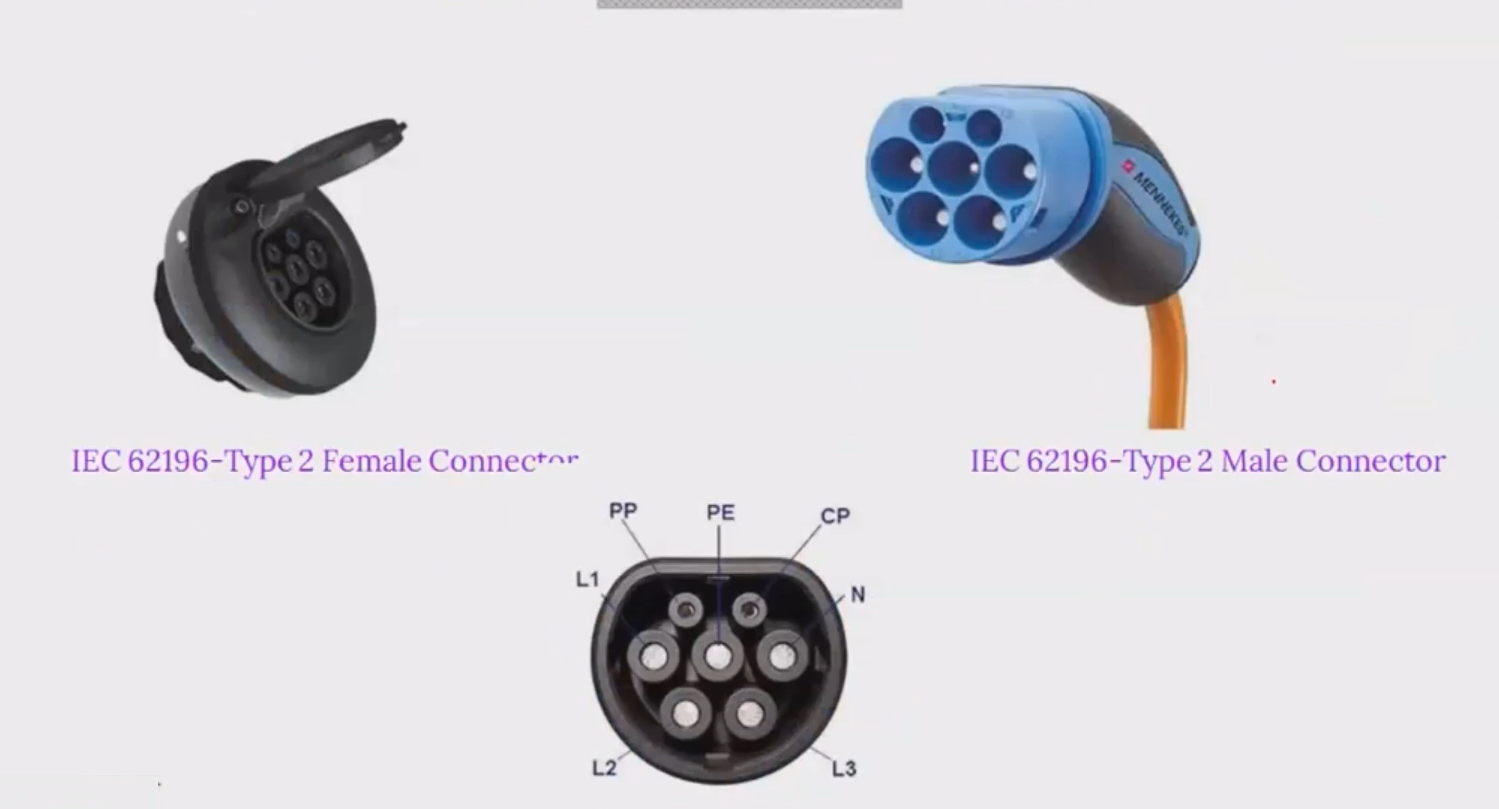 MENNEKES
IEC 62196-Type 2 Female Connector
IEC 62196-Type 2 Male Connector
PP
PE
CP
L1
N
L2
L3